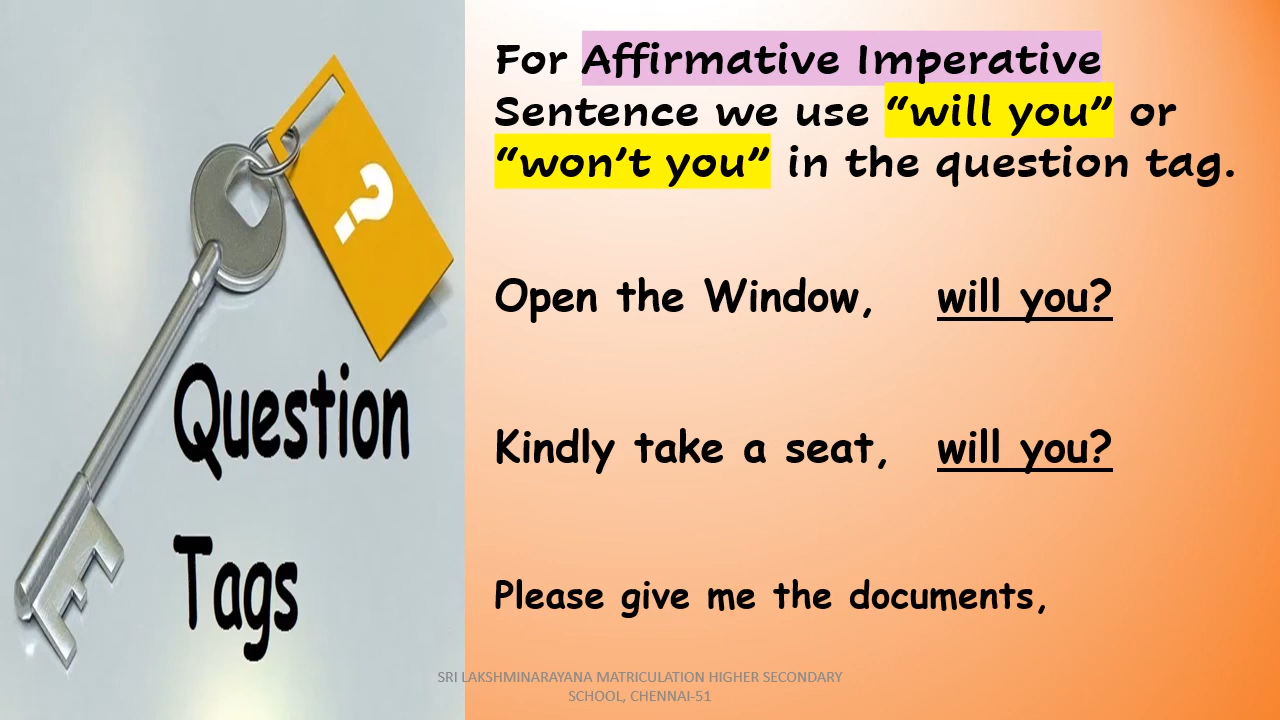 Question
Tags
For Affirmative Imperative
Sentence we use “will you” or
“won’t you” in the question tag.
Open the Window, will you?
Kindly take a seat, will you?
Please give me the documents,
SRI LAKSHMINARAYANA MATRICULATION HIGHER SECONDARY
SCHOOL, CHENNAI-51